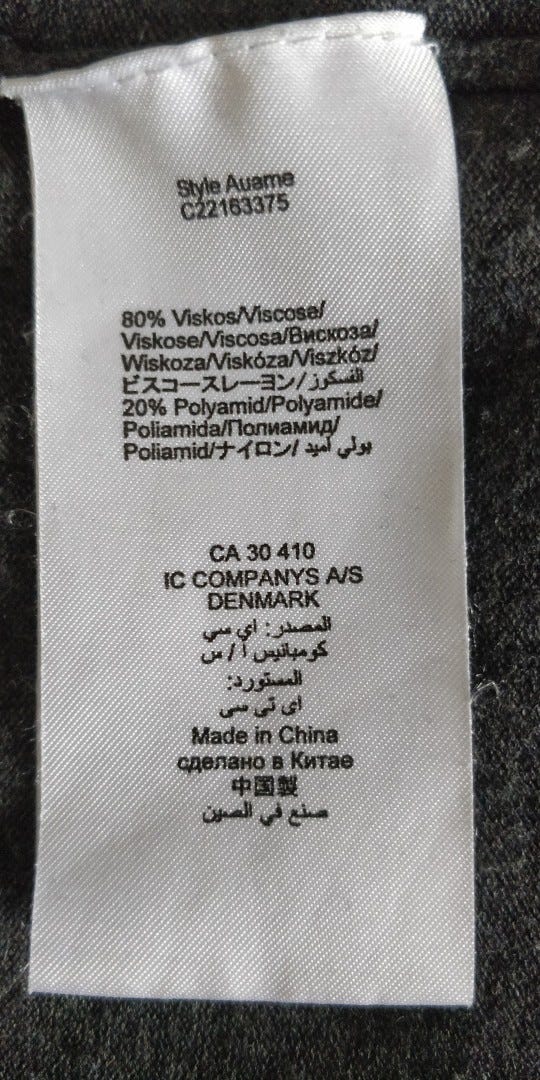 Style Auame
C22163375
80% Viskos/Viscose/
Viskose/Viscosa/Вискоза/
Wiskoza/Viskóza/Viszkóz/
ビスコースレーヨン/الفسكوز
20% Polyamid/Polyamide/
Poliamida/Полиамид/
Poliamid/ナイロン/بولي أميد
CA 30 410
IC COMPANYS A/S
DENMARK
المصدر: اي سي
كومبانيس ا / س
المستورد:
اى تى سى
Made in China
сделано в Китае
中国製
صنع في الصين